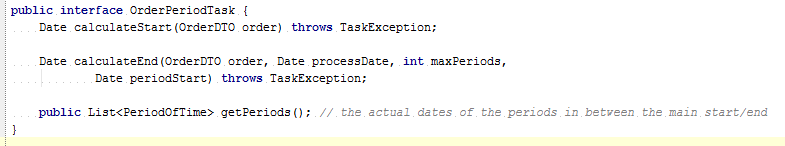 public interface OrderPeriodTask {
Date calculateStart(OrderDTO order) throws TaskException;
Date calculateEnd(OrderDTO order, Date processDate, int maxPeriods,
Date periodStart) throws TaskException;
public List<PeriodOfTime> getPeriods(); // the actual dates of the periods in between the main start/end
}